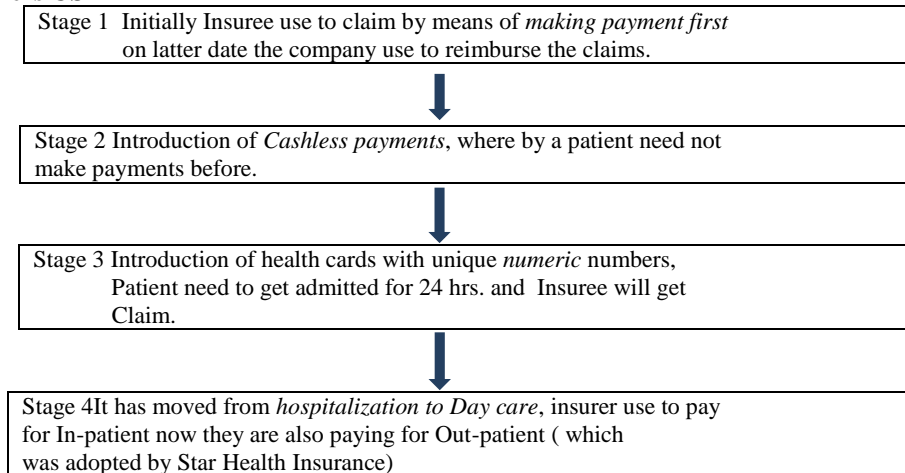 Stage 1 Initially Insuree use to claim by means of making payment first
on latter date the company use to reimburse the claims.
Stage 2 Introduction of Cashless payments, where by a patient need not
make payments before.
Stage 3 Introduction of health cards with unique numeric numbers,
Patient need to get admitted for 24 hrs. and Insuree will get
Claim.
Stage 4It has moved from hospitalization to Day care, insurer use to pay
for In-patient now they are also paying for Out-patient ( which
was adopted by Star Health Insurance)